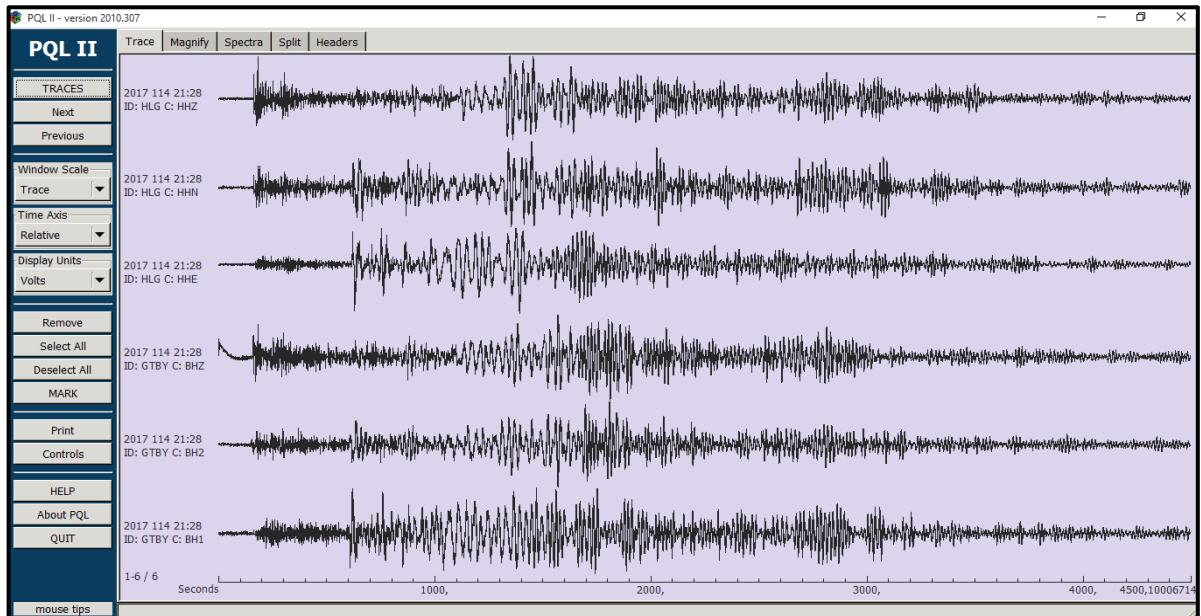 PQL II - version 2010.307
PQL II
Trace Magnify Spectra Split Headers
TRACES
Next
Previous
Window Scale
Trace
Time Axis
Relative
Display Units
Volts
Remove
Select All
Deselect All
MARK
Print
Controls
HELP
About PQL
QUIT
mouse tips
2017 114 21:28
ID: HLG C: HHZ
2017 114 21:28
ID: HLG C: HHN
2017 114 21:28
ID: HLG C: HHE
2017 114 21:28
ID: GTBY C: BHZ
2017 114 21:28
ID: GTBY C: BH2
2017 114 21:28
ID: GTBY C: BH1
1-6 / 6
Seconds 1000, 2000, 3000, 4000, 4500,10006714